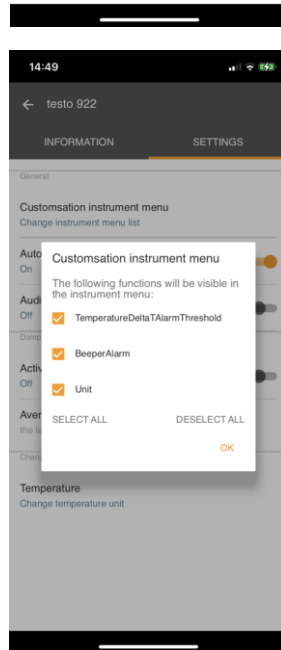 14:49
testo 922
INFORMATION
SETTINGS
General
Customsation instrument menu
Change instrument menu list
Auto
On
Customsation instrument menu
The following functions will be visible in
the instrument menu:
TemperatureDeltaTAlarmThreshold
BeeperAlarm
Unit
SELECT ALL
DESELECT ALL
OK
Audi
Off
Damp
Activ
Off
Aver
the la
Chang
Temperature
Change temperature unit